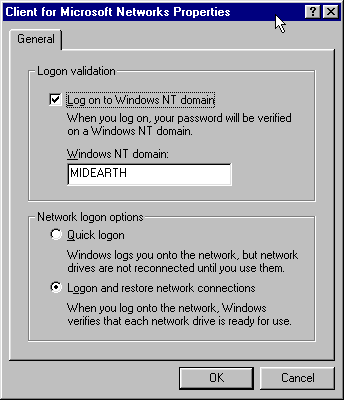 Client for Microsoft Networks Properties
General
Logon validation
Log on to Windows NT domain
When you log on, your password will be verified
on a Windows NT domain.
Windows NT domain:
MIDEARTH
Network logon options
Quick logon
Windows logs you onto the network, but network
drives are not reconnected until you use them.
Logon and restore network connections
When you log onto the network, Windows
verifies that each network drive is ready for use.
OK
Cancel